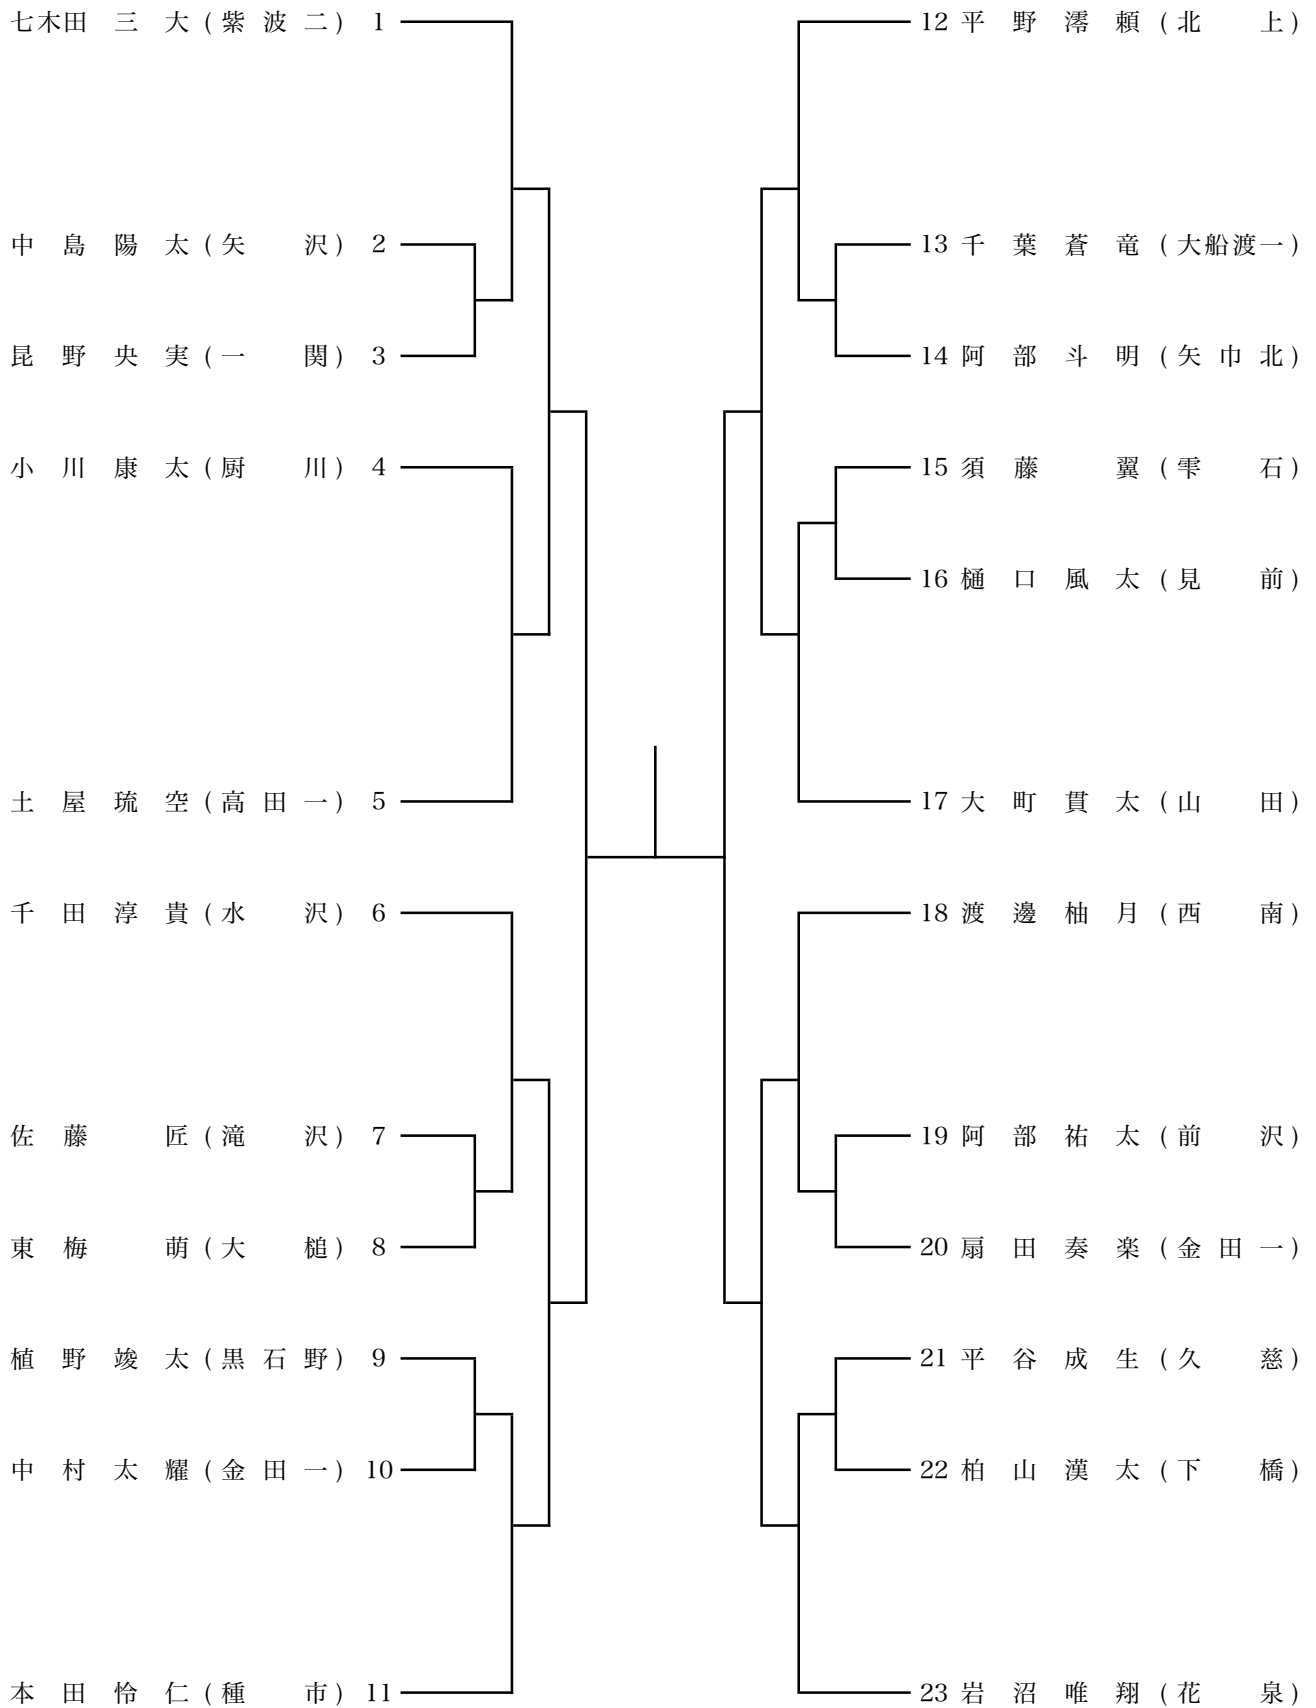 七木田 三 大 (紫 波 二) 1
中 島 陽 太 (矢 沢) 2
昆 野 央 実 (一 関) 3
小 川 康 太 (厨 川) 4
土 屋 琉 空 (高 田 一) 5
千 田 淳 貴 (水 沢) 6
佐 藤 匠 (滝 沢) 7
東 梅 萌 (大 槌) 8
植 野 竣 太 (黒 石 野) 9
中 村 太 耀 (金 田 一) 10
本 田 怜 仁 (種 市) 11
12 平 野 澪 頼 (北 上)
13 千 葉 蒼 竜 (大船渡一)
14 阿 部 斗 明 (矢 巾 北)
15 須 藤 翼 (雫 石)
16 樋 口 風 太 (見 前)
17 大 町 貫 太 (山 田)
18 渡 邊 柚 月 (西 南)
19 阿 部 祐 太 (前 沢)
20 扇 田 奏 楽 (金 田 一)
21 平 谷 成 生 (久 慈)
22 柏 山 漢 太 (下 橋)
23 岩 沼 唯 翔 (花 泉)